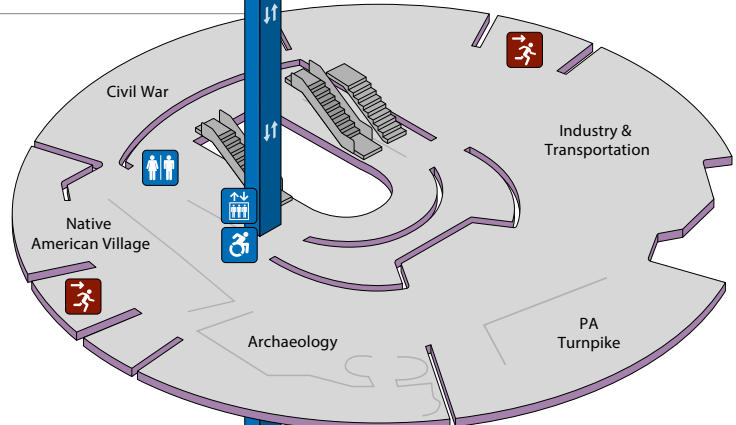 Civil War
Industry &
Transportation
Native
American Village
Archaeology
PA
Turnpike